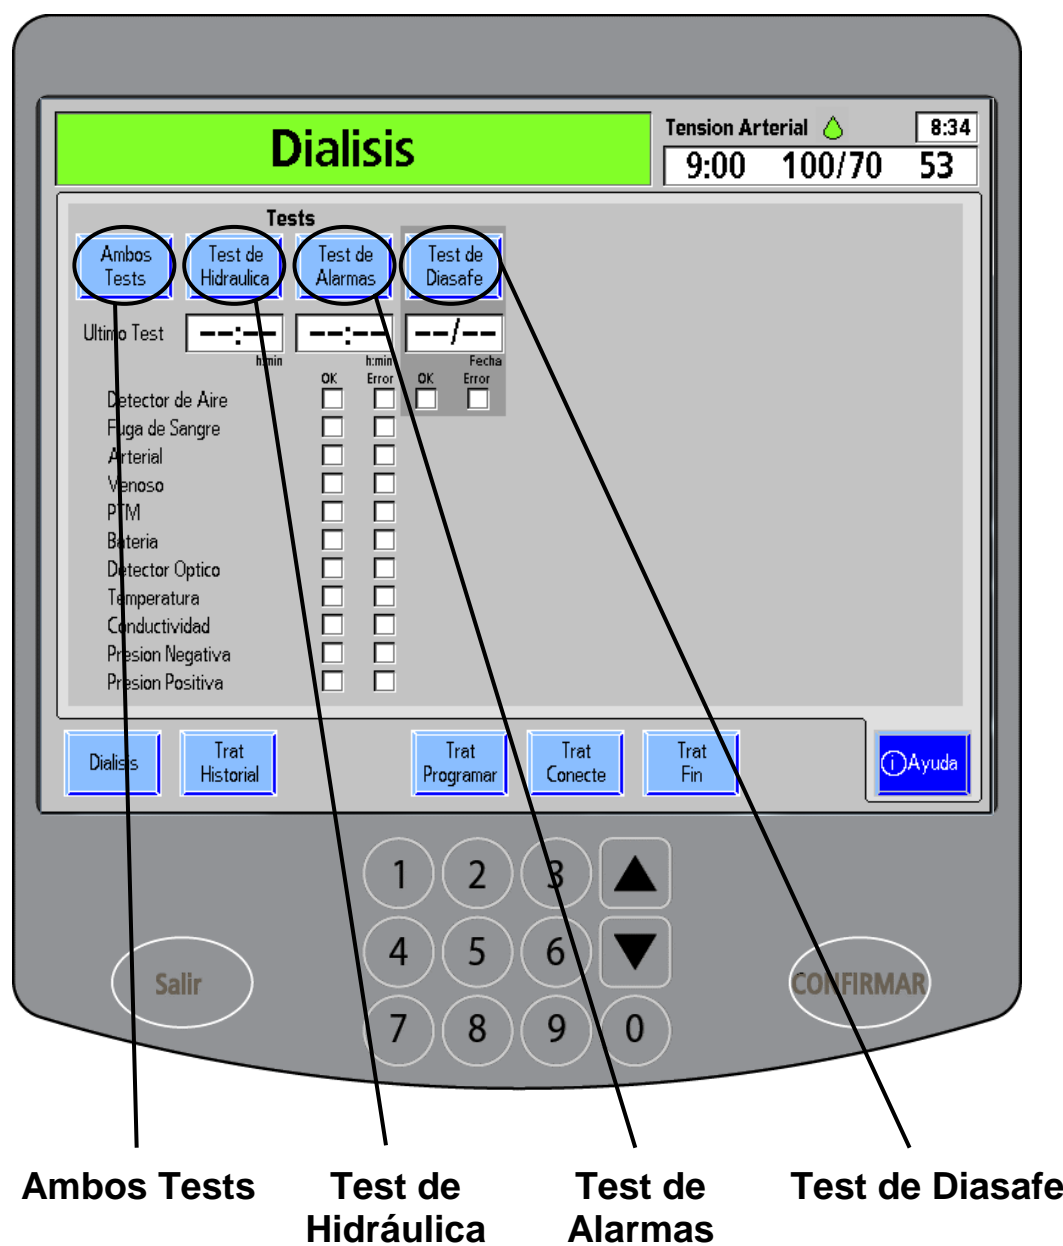 Dialisis
Tension Arterial
8:34
9:00 100/70 53
Tests
Ambos
Tests
Test de
Hidraulica
Test de
Alarmas
Test de
Diasafe
Ultimo Test --:-- --:-- --/--
h:min h:min Fecha
OK Error OK Error
Detector de Aire
Fuga de Sangre
Arterial
Venoso
PTM
Bateria
Detector Optico
Temperatura
Conductividad
Presion Negativa
Presion Positiva
Dialisis
Trat
Historial
Trat
Programar
Trat
Conecte
Trat
Fin
i Ayuda
1 2 3
4 5 6
7 8 9 0
Salir
CONFIRMAR
Ambos Tests
Test de
Hidráulica
Test de
Alarmas
Test de Diasafe